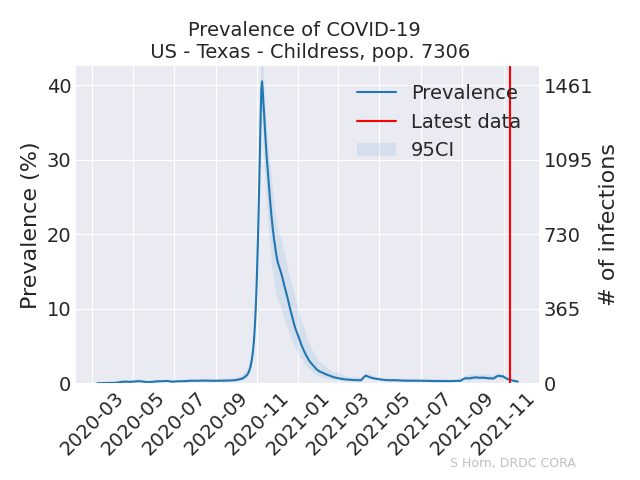 Prevalence of COVID-19
US - Texas - Childress, pop. 7306
Prevalence (%)
40
30
20
10
0
Prevalence
Latest data
95CI
1461
1095
730
365
0
# of infections
2020-03
2020-05
2020-07
2020-09
2020-11
2021-01
2021-03
2021-05
2021-07
2021-09
2021-11
S Horn, DRDC CORA